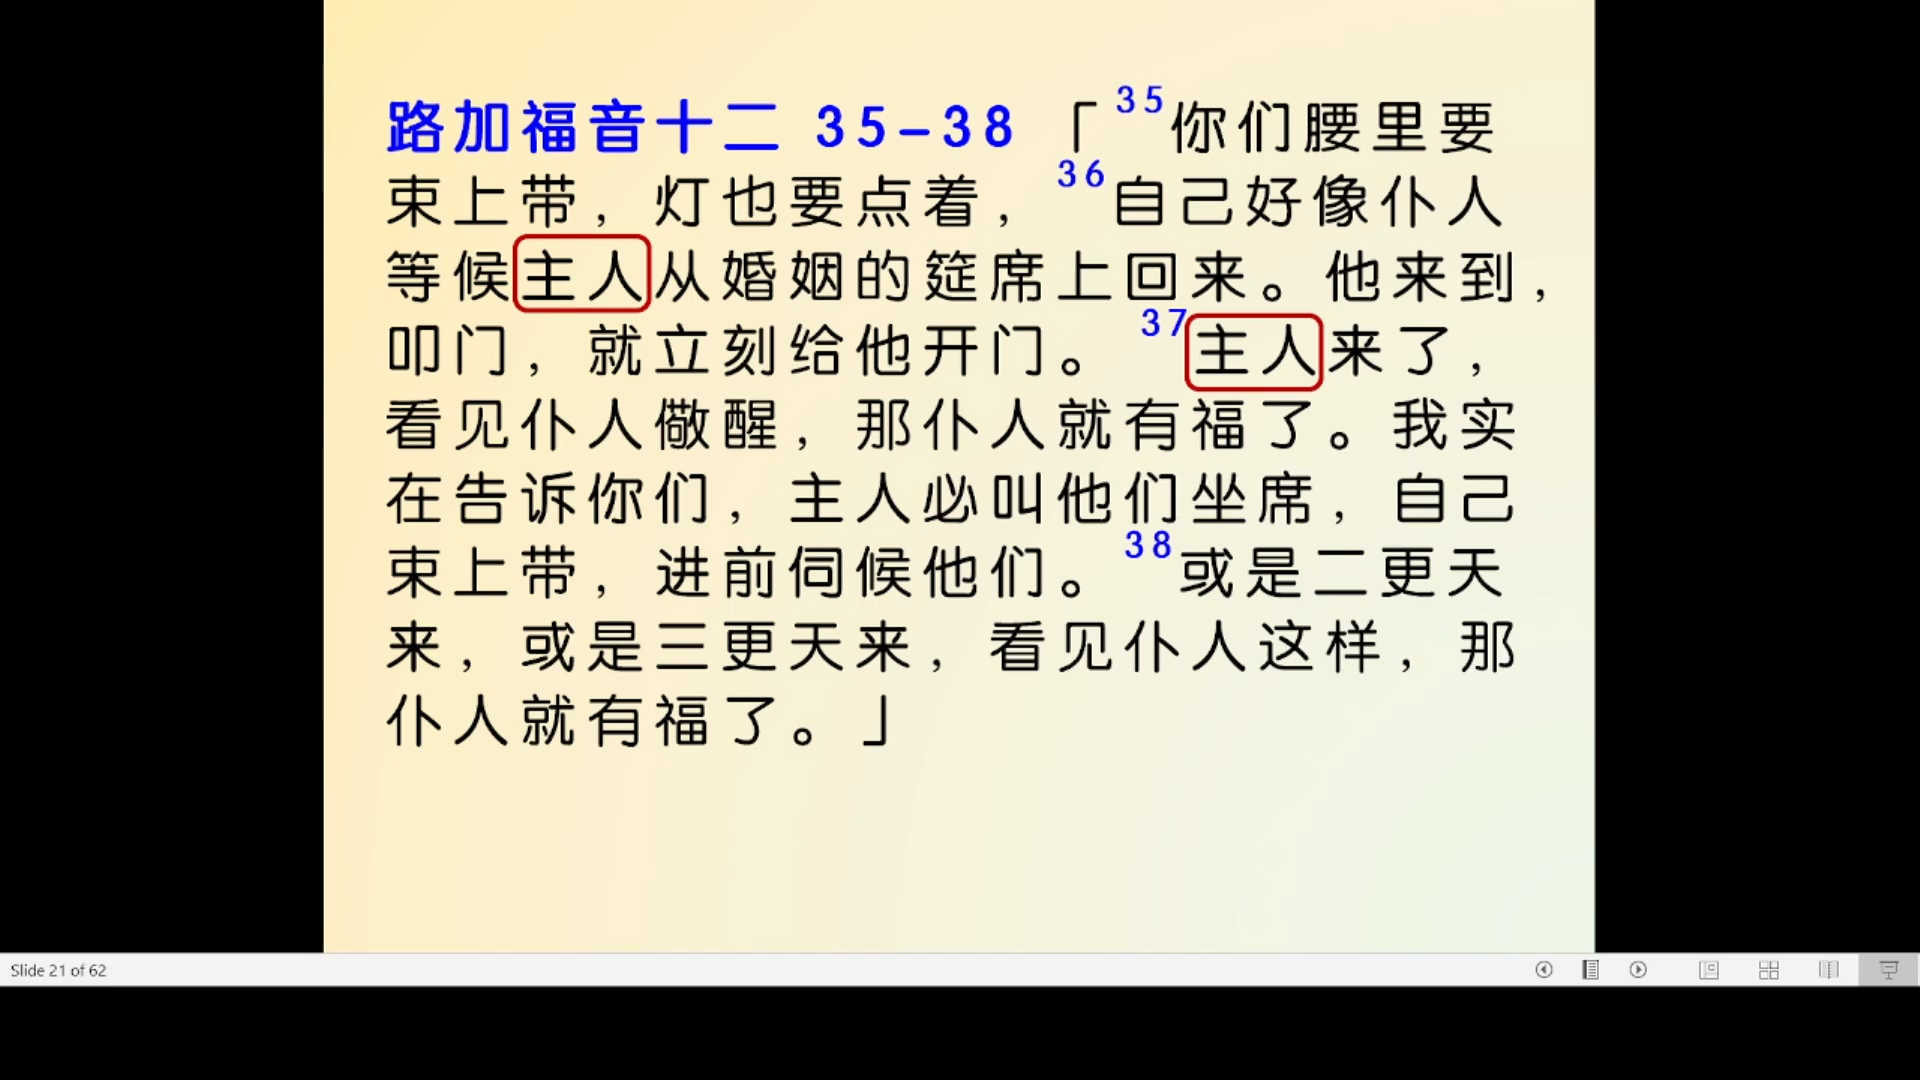 路加福音十二 35-38 「35你们腰里要
束上带，灯也要点着，36自己好像仆人
等候主人从婚姻的筵席上回来。他来到，
叩门，就立刻给他开门。 37主人来了，
看见仆人儆醒，那仆人就有福了。我实
在告诉你们，主人必叫他们坐席，自己
束上带，进前伺候他们。 38或是二更天
来，或是三更天来，看见仆人这样，那
仆人就有福了。」
Slide 21 of 62